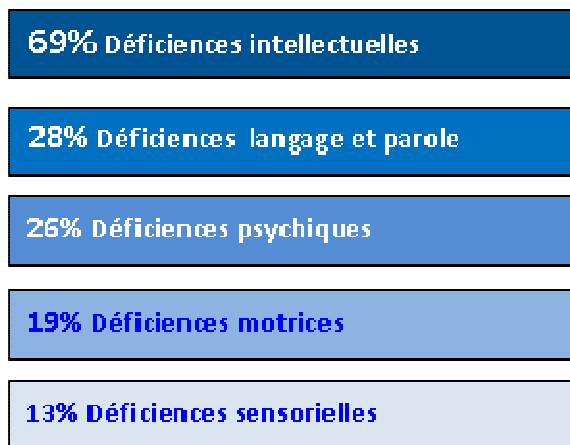 69% Déficiences intellectuelles
28% Déficiences langage et parole
26% Déficiences psychiques
19% Déficiences motrices
13% Déficiences sensorielles